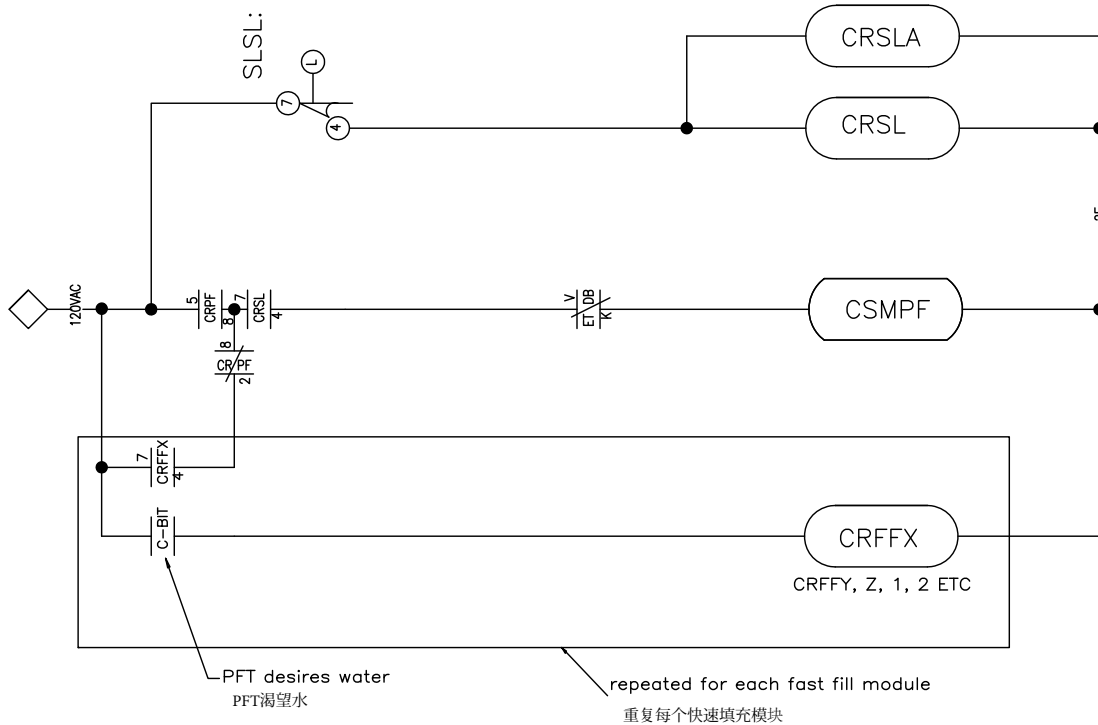 SLSL:
L
7
4
CRSLA
CRSL
120VAC
5
CRPF
8
7
CRSL
4
V
ET DB
K
CSMPF
8
CR PF
2
7
CRFFX
4
C-BIT
CRFFX
CRFFY, Z, 1, 2 ETC
PFT desires water
PFT渴望水
repeated for each fast fill module
重复每个快速填充模块